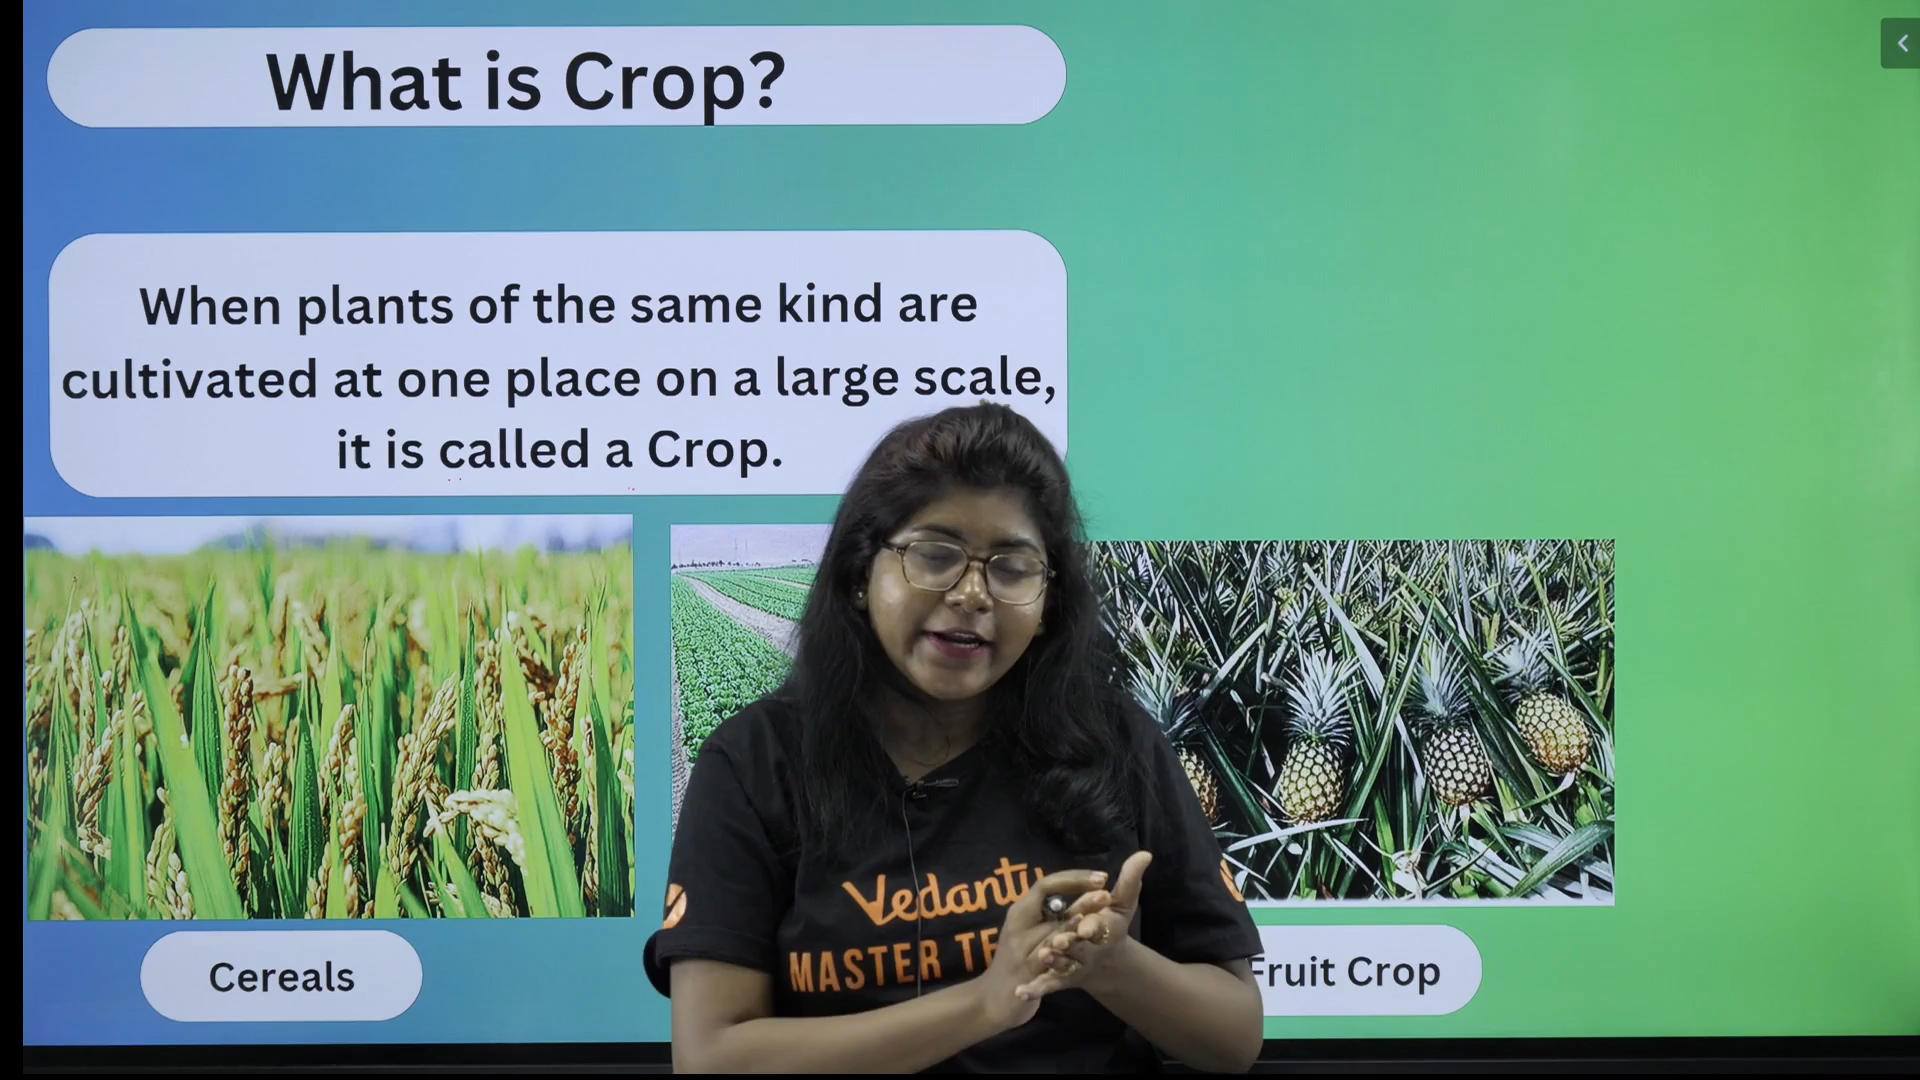 What is Crop?
When plants of the same kind are
cultivated at one place on a large scale,
it is called a Crop.
MASTER
Cereals
Fruit Crop